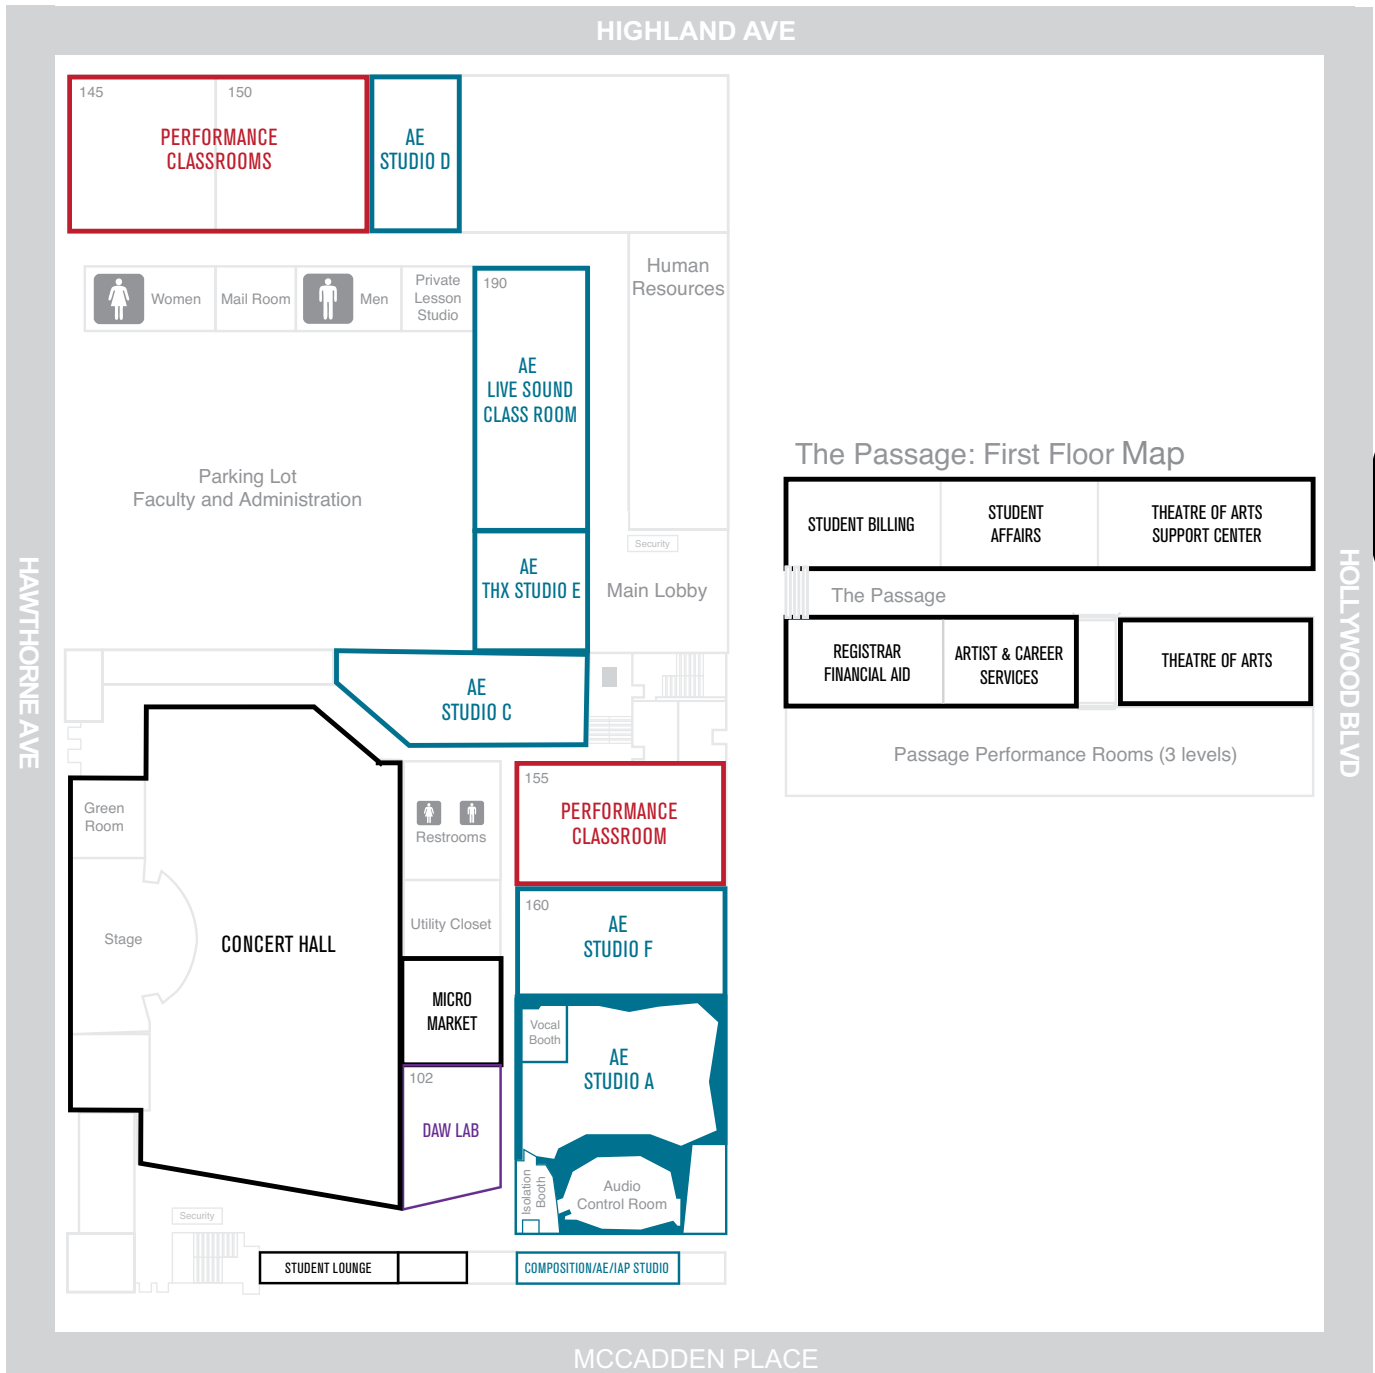 HIGHLAND AVE
145
150
PERFORMANCE
CLASSROOMS
AE
STUDIO D
Women
Mail Room
Men
Private
Lesson
Studio
190
AE
LIVE SOUND
CLASS ROOM
Human
Resources
Parking Lot
Faculty and Administration
Security
AE
THX STUDIO E
Main Lobby
AE
STUDIO C
HAWTHORNE AVE
HOLLYWOOD BLVD
The Passage: First Floor Map
STUDENT BILLING
STUDENT
AFFAIRS
THEATRE OF ARTS
SUPPORT CENTER
The Passage
REGISTRAR
FINANCIAL AID
ARTIST & CAREER
SERVICES
THEATRE OF ARTS
Passage Performance Rooms (3 levels)
Green
Room
Stage
CONCERT HALL
Restrooms
Utility Closet
MICRO
MARKET
102
DAW LAB
155
PERFORMANCE
CLASSROOM
160
AE
STUDIO F
Vocal
Booth
AE
STUDIO A
Isolation
Booth
Audio
Control Room
Security
STUDENT LOUNGE
COMPOSITION/AE/IAP STUDIO
MCCADDEN PLACE